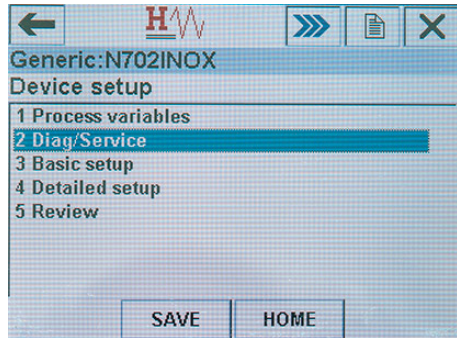 H
Generic:N702INOX
Device setup
1 Process variables
2 Diag/Service
3 Basic setup
4 Detailed setup
5 Review
SAVE HOME